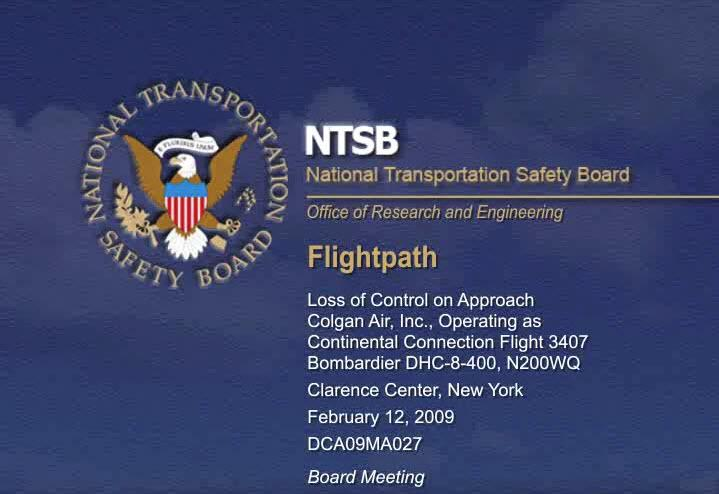 NATIONAL TRANSPORTATION SAFETY BOARD
E PLURIBUS UNUM
NTSB
National Transportation Safety Board
Office of Research and Engineering
Flightpath
Loss of Control on Approach
Colgan Air, Inc., Operating as
Continental Connection Flight 3407
Bombardier DHC-8-400, N200WQ
Clarence Center, New York
February 12, 2009
DCA09MA027
Board Meeting